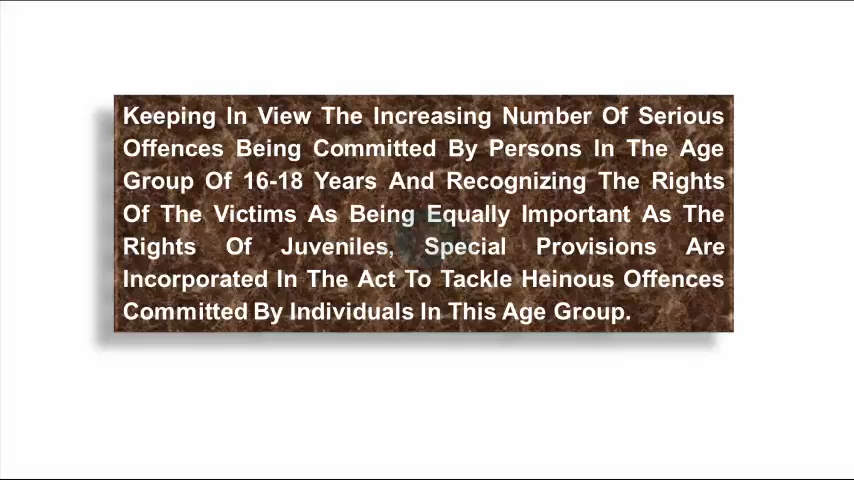 Keeping In View The Increasing Number Of Serious
Offences Being Committed By Persons In The Age
Group Of 16-18 Years And Recognizing The Rights
Of The Victims As Being Equally Important As The
Rights Of Juveniles, Special Provisions Are
Incorporated In The Act To Tackle Heinous Offences
Committed By Individuals In This Age Group.